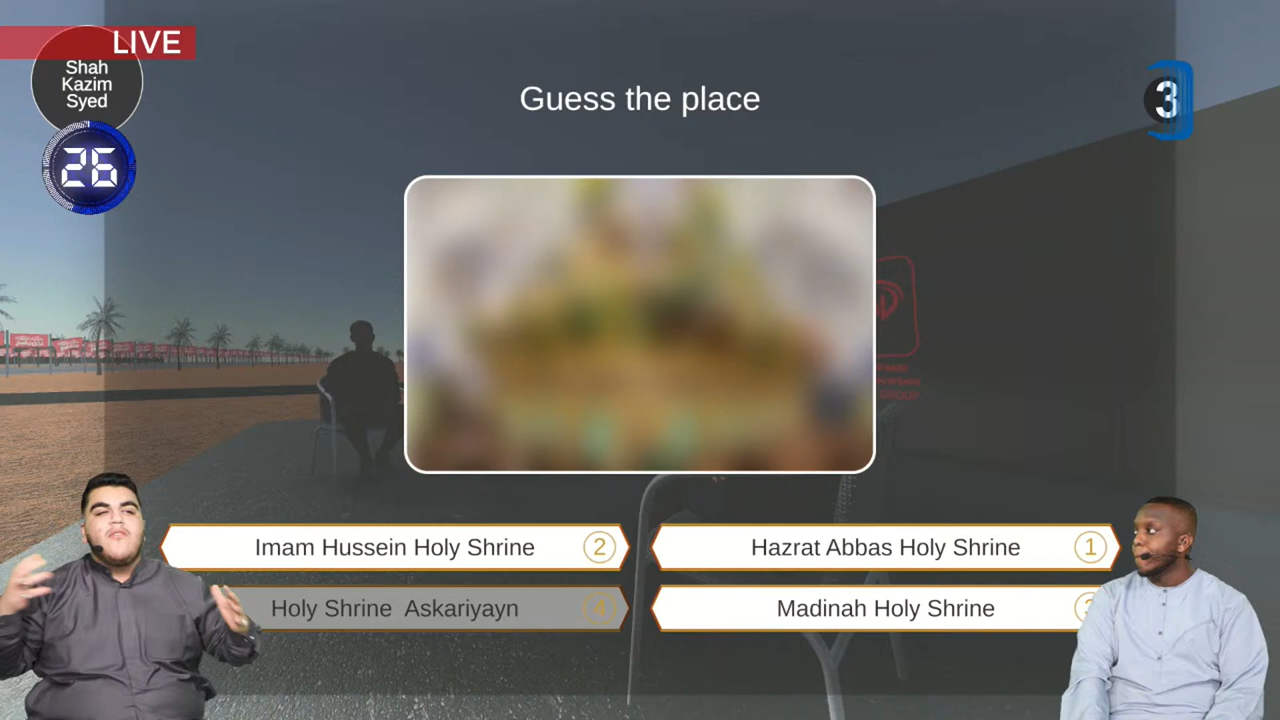 LIVE
Shah
Kazim
Syed
26
Guess the place
3
Imam Hussein Holy Shrine 2
Hazrat Abbas Holy Shrine 1
Holy Shrine Askariyayn 4
Madinah Holy Shrine
GROUP